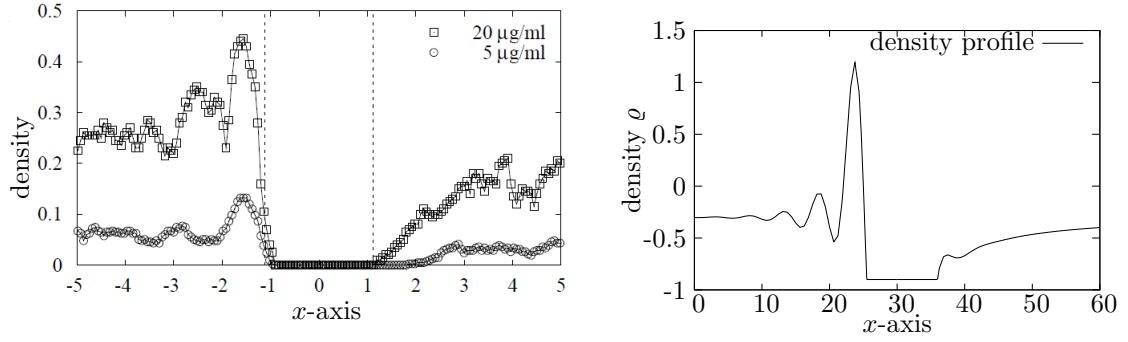 0.5
0.4
0.3
0.2
0.1
0
density
20 µg/ml
5 µg/ml
-5 -4 -3 -2 -1 0 1 2 3 4 5
x-axis
1.5
1
0.5
0
-0.5
-1
density ϱ
density profile
0 10 20 30 40 50 60
x-axis